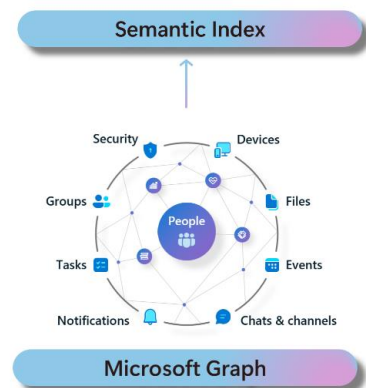 Semantic Index
Security
Devices
Groups
People
Files
Tasks
Events
Notifications
Chats & channels
Microsoft Graph